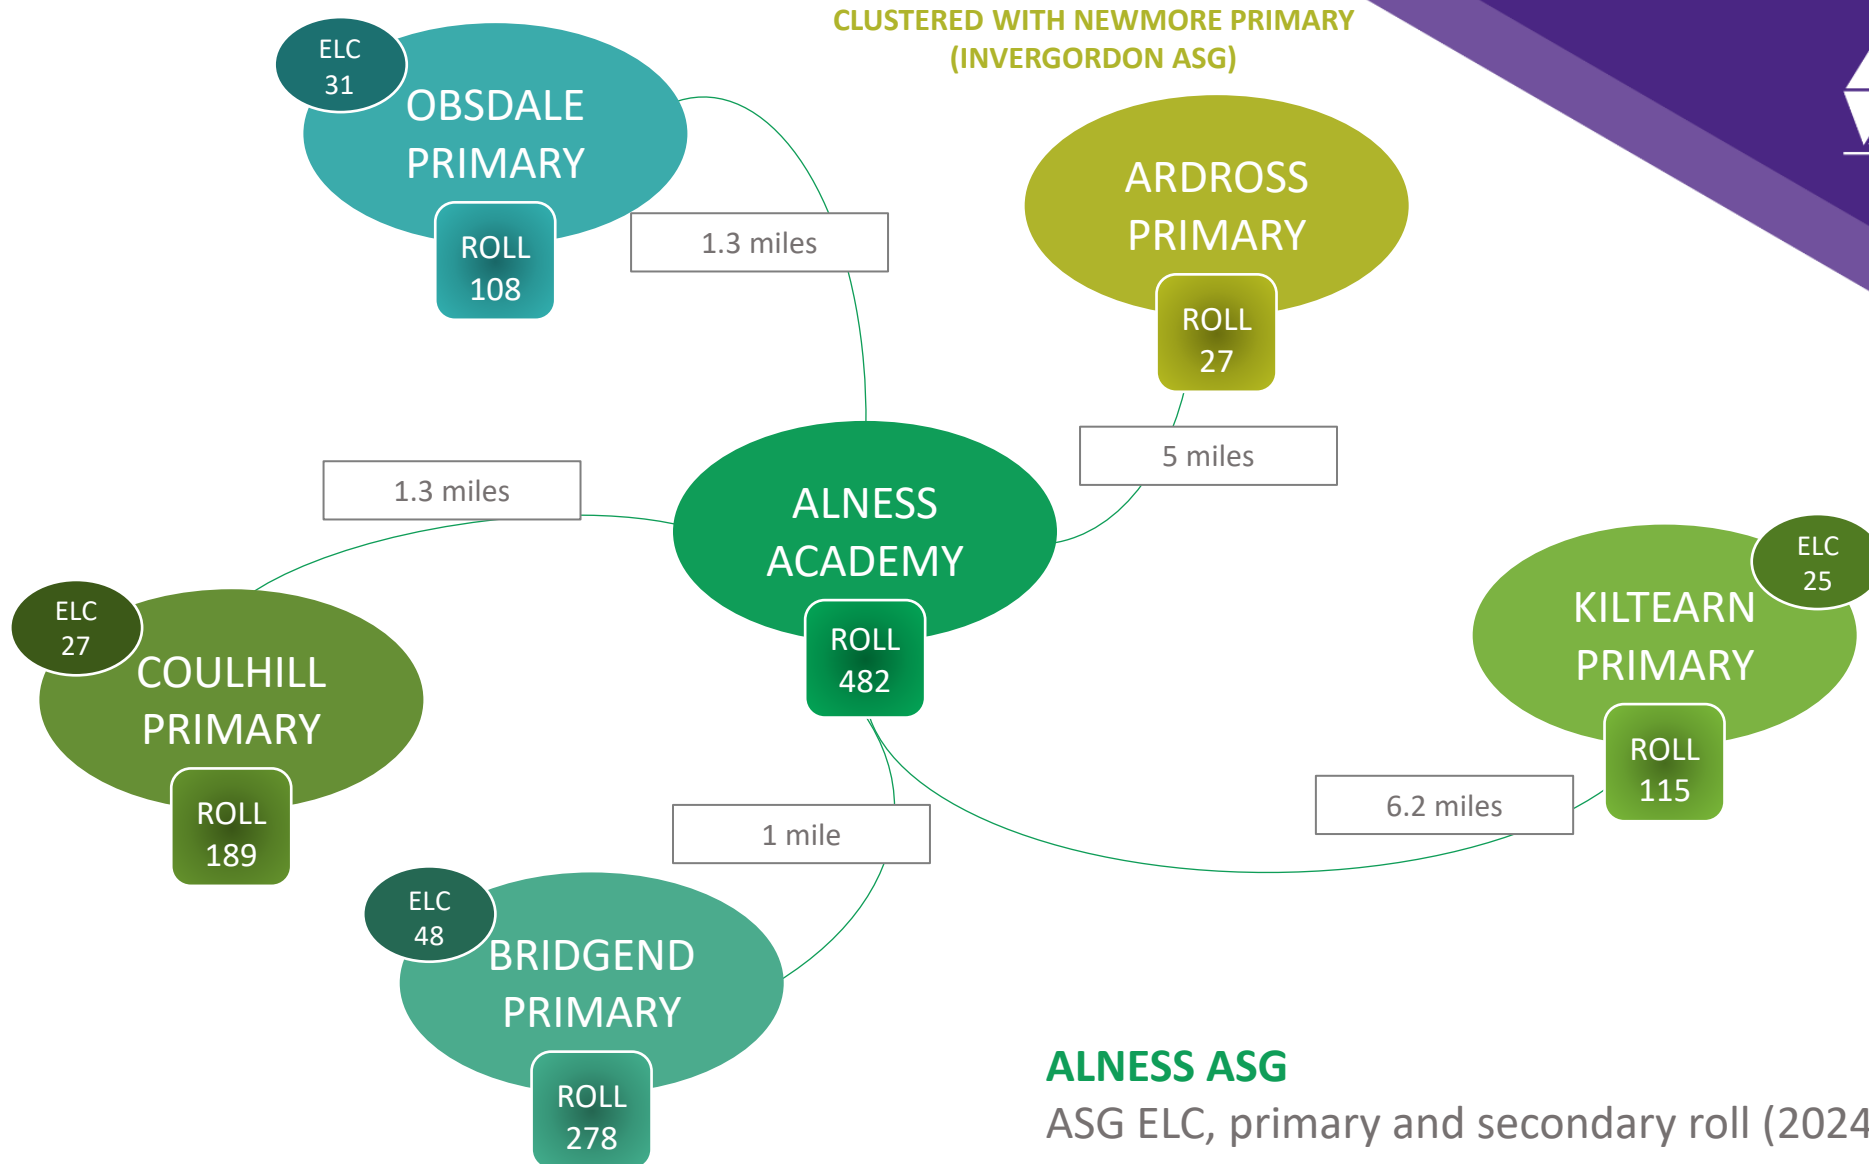 CLUSTERED WITH NEWMORE PRIMARY
(INVERGORDON ASG)
ELC
31
OBSDALE
PRIMARY
ROLL
108
1.3 miles
ARDROSS
PRIMARY
ROLL
27
5 miles
1.3 miles
ALNESS
ACADEMY
ROLL
482
ELC
25
KILTEARN
PRIMARY
ROLL
115
6.2 miles
ELC
27
COULHILL
PRIMARY
ROLL
189
1 mile
ELC
48
BRIDGEND
PRIMARY
ROLL
278
ALNESS ASG
ASG ELC, primary and secondary roll (2024